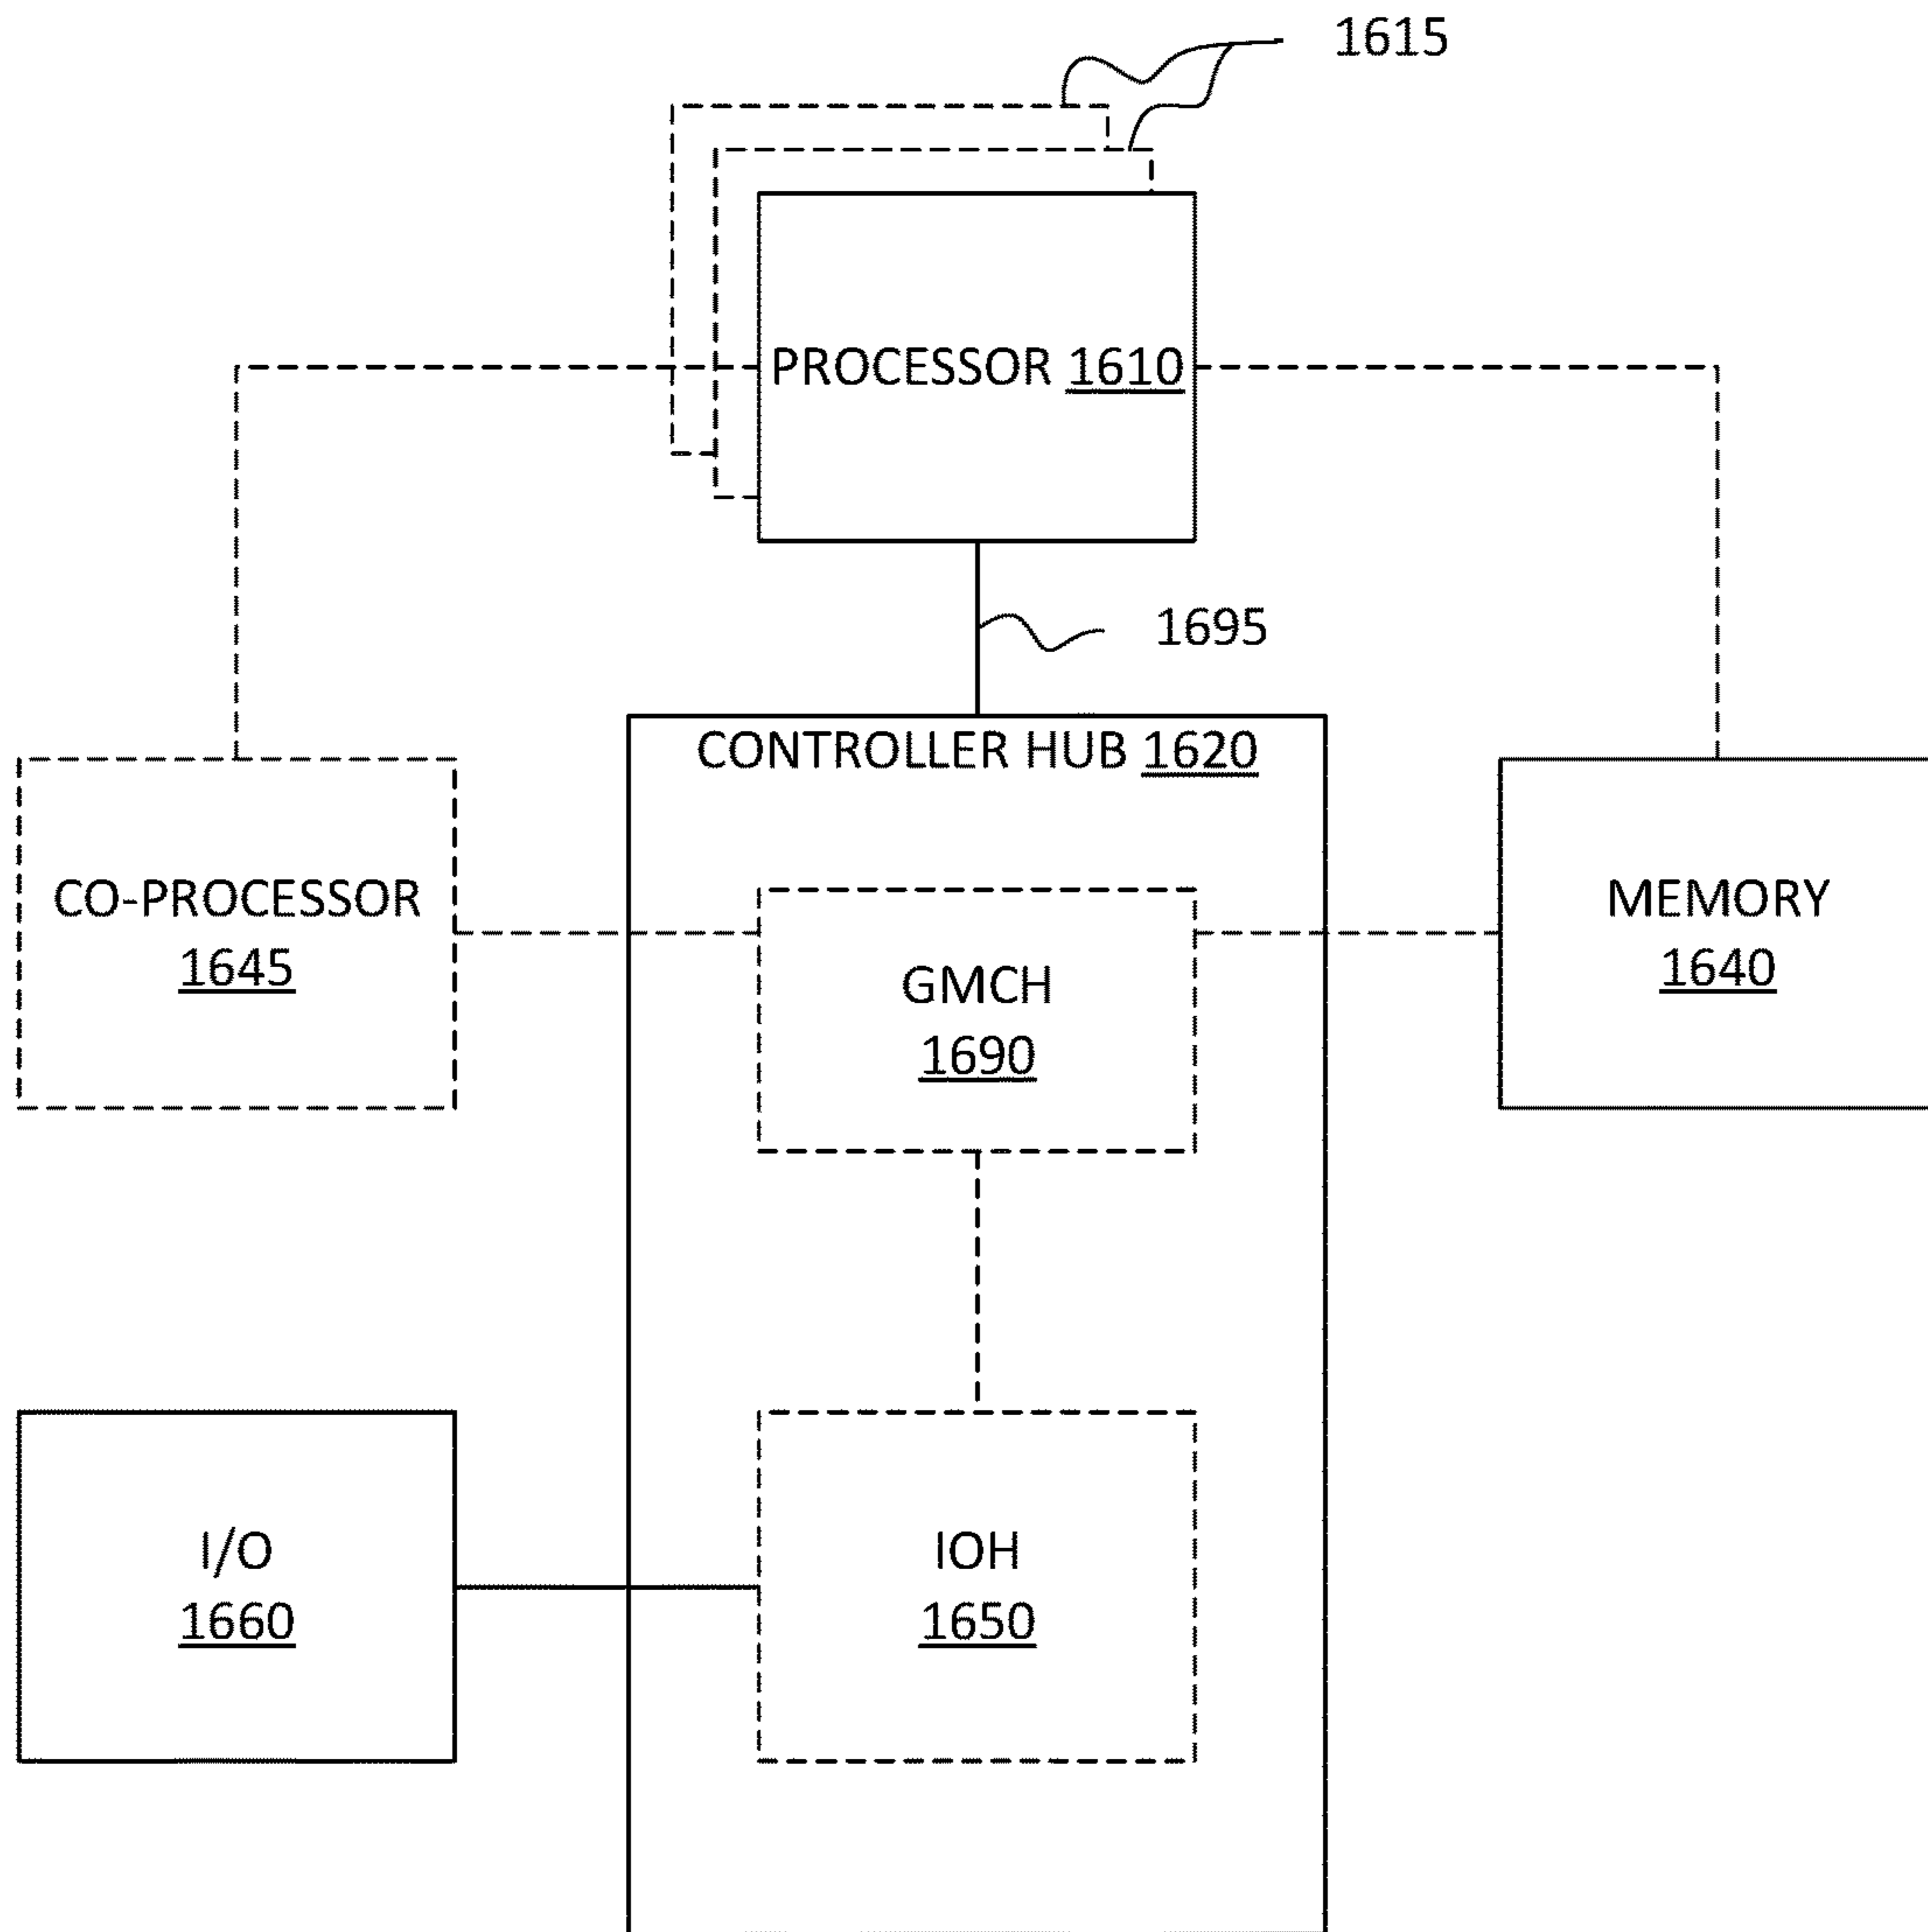 1615
PROCESSOR 1610
1695
CONTROLLER HUB 1620
CO-PROCESSOR
1645
GMCH
1690
MEMORY
1640
I/O
1660
IOH
1650